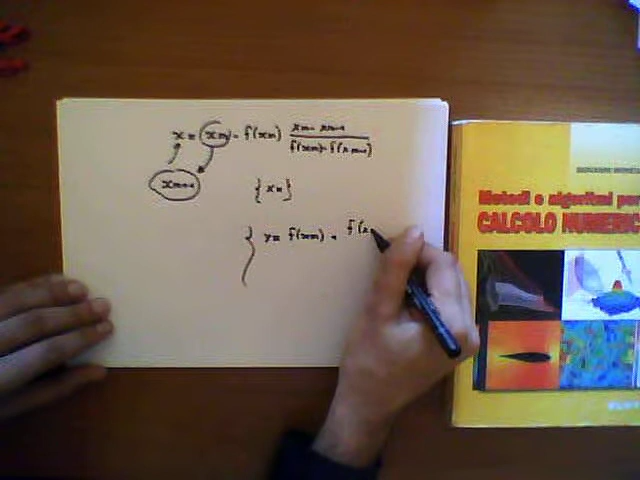 x = (xn) - f(xn) xn - xn-1 / f(xn) - f(xn-1)
xn+1
{xn}
{ y = f(xn) + f(x
Metodi e algoritmi per
CALCOLO NUMERIC